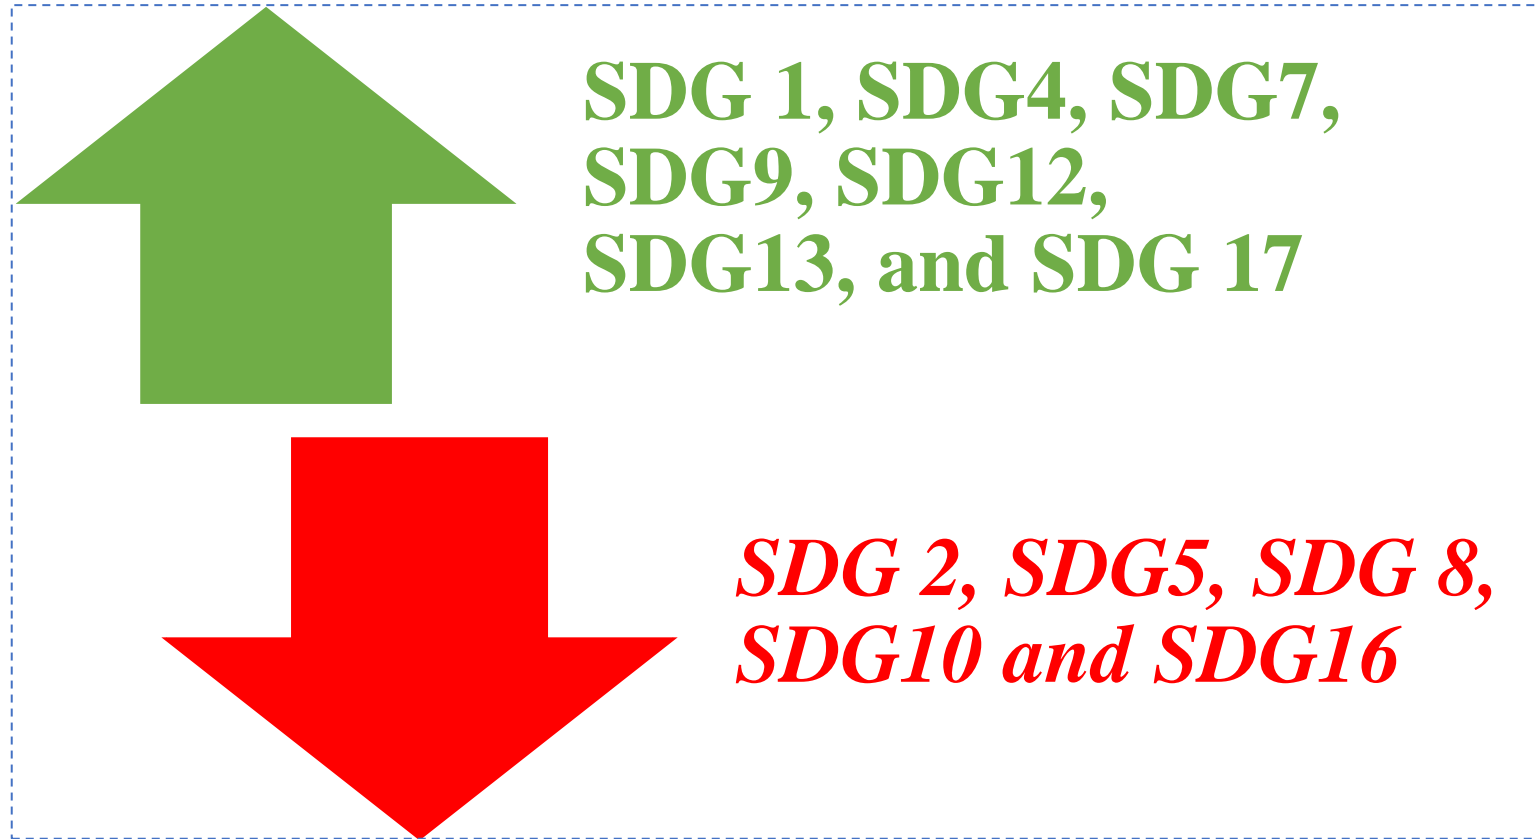 SDG 1, SDG4, SDG7,
SDG9, SDG12,
SDG13, and SDG 17
SDG 2, SDG5, SDG 8,
SDG10 and SDG16